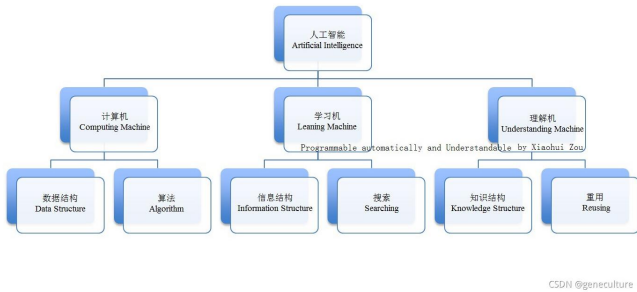 人工智能
Artificial Intelligence
计算机
Computing Machine
学习机
Leaning Machine
理解机
Understanding Machine
Programmable automatically and Understandable by Xiaohui Zou
数据结构
Data Structure
算法
Algorithm
信息结构
Information Structure
搜索
Searching
知识结构
Knowledge Structure
重用
Reusing
CSDN @geneculture